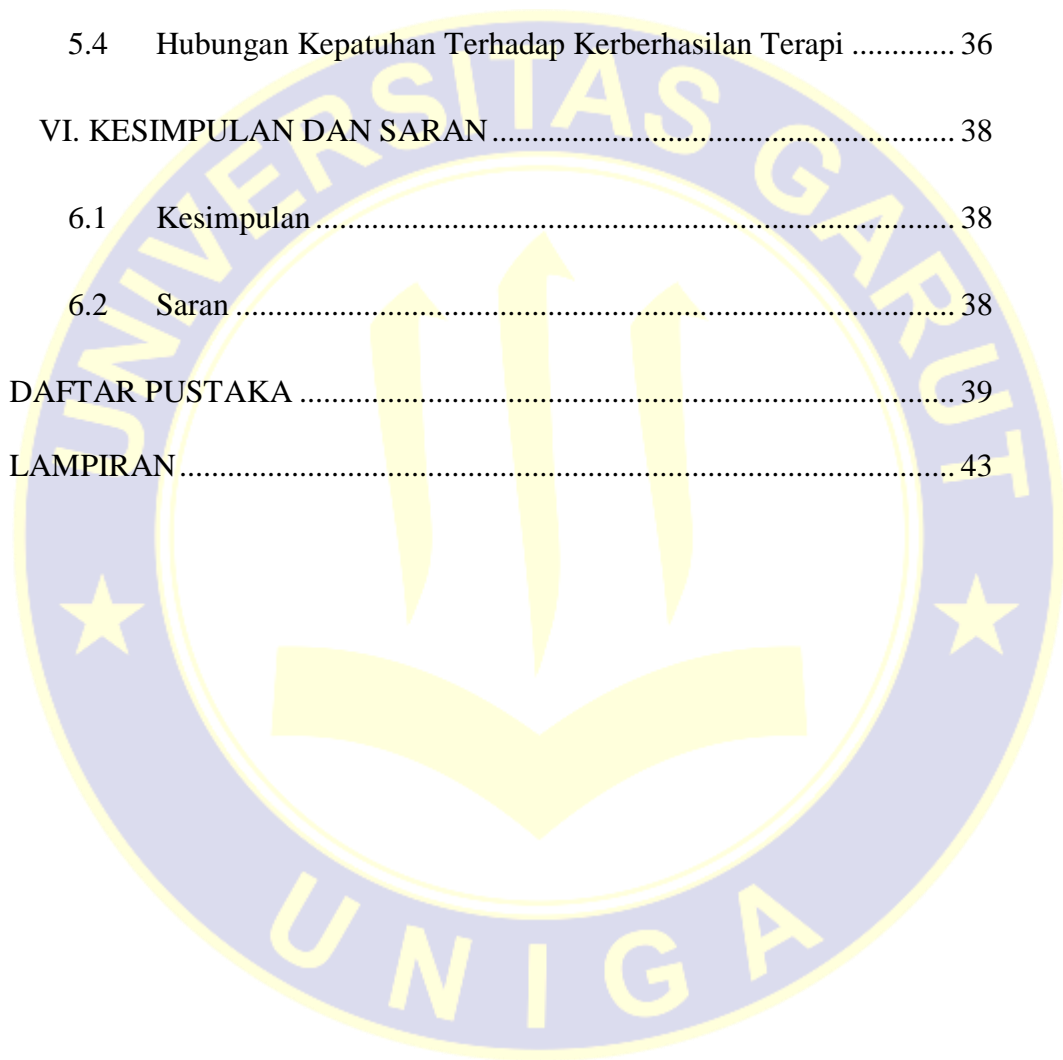 5.4 Hubungan Kepatuhan Terhadap Kerberhasilan Terapi ............. 36
VI. KESIMPULAN DAN SARAN ......................................................... 38
6.1 Kesimpulan ............................................................................... 38
6.2 Saran ......................................................................................... 38
DAFTAR PUSTAKA ................................................................................. 39
LAMPIRAN ................................................................................................ 43
UNIVERSITAS GARUT
UNIGA